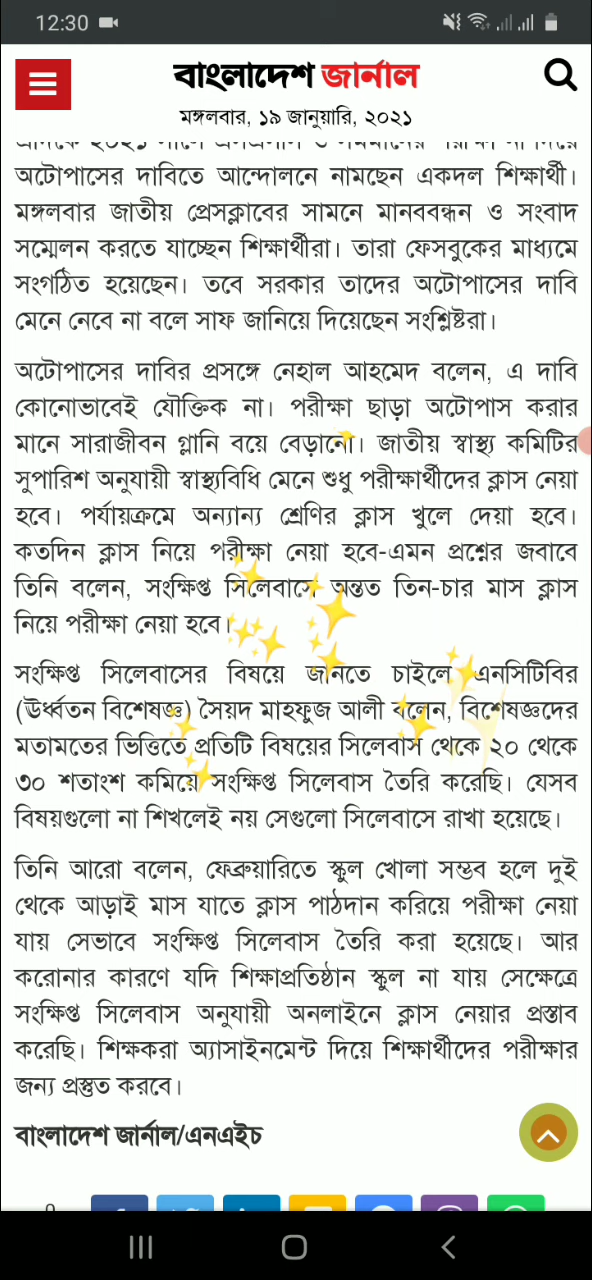 12:30
বাংলাদেশ জার্নাল
মঙ্গলবার, ১৯ জানুয়ারি, ২০২১
অটোপাসের দাবিতে আন্দোলনে নামছেন একদল শিক্ষার্থী।
মঙ্গলবার জাতীয় প্রেসক্লাবের সামনে মানববন্ধন ও সংবাদ
সম্মেলন করতে যাচ্ছেন শিক্ষার্থীরা। তারা ফেসবুকের মাধ্যমে
সংগঠিত হয়েছেন। তবে সরকার তাদের অটোপাসের দাবি
মেনে নেবে না বলে সাফ জানিয়ে দিয়েছেন সংশ্লিষ্টরা।
অটোপাসের দাবির প্রসঙ্গে নেহাল আহমেদ বলেন, এ দাবি
কোনোভাবেই যৌক্তিক না। পরীক্ষা ছাড়া অটোপাস করার
মানে সারাজীবন গ্লানি বয়ে বেড়ানো। জাতীয় স্বাস্থ্য কমিটির
সুপারিশ অনুযায়ী স্বাস্থ্যবিধি মেনে শুধু পরীক্ষার্থীদের ক্লাস নেয়া
হবে। পর্যায়ক্রমে অন্যান্য শ্রেণির ক্লাস খুলে দেয়া হবে।
কতদিন ক্লাস নিয়ে পরীক্ষা নেয়া হবে-এমন প্রশ্নের জবাবে
তিনি বলেন, সংক্ষিপ্ত সিলেবাসে অন্তত তিন-চার মাস ক্লাস
নিয়ে পরীক্ষা নেয়া হবে।
সংক্ষিপ্ত সিলেবাসের বিষয়ে জানতে চাইলে এনসিটিবির
(ঊর্ধ্বতন বিশেষজ্ঞ) সৈয়দ মাহফুজ আলী বলেন, বিশেষজ্ঞদের
মতামতের ভিত্তিতে প্রতিটি বিষয়ের সিলেবাস থেকে ২০ থেকে
৩০ শতাংশ কমিয়ে সংক্ষিপ্ত সিলেবাস তৈরি করেছি। যেসব
বিষয়গুলো না শিখলেই নয় সেগুলো সিলেবাসে রাখা হয়েছে।
তিনি আরো বলেন, ফেব্রুয়ারিতে স্কুল খোলা সম্ভব হলে দুই
থেকে আড়াই মাস যাতে ক্লাস পাঠদান করিয়ে পরীক্ষা নেয়া
যায় সেভাবে সংক্ষিপ্ত সিলেবাস তৈরি করা হয়েছে। আর
করোনার কারণে যদি শিক্ষাপ্রতিষ্ঠান স্কুল না যায় সেক্ষেত্রে
সংক্ষিপ্ত সিলেবাস অনুযায়ী অনলাইনে ক্লাস নেয়ার প্রস্তাব
করেছি। শিক্ষকরা অ্যাসাইনমেন্ট দিয়ে শিক্ষার্থীদের পরীক্ষার
জন্য প্রস্তুত করবে।
বাংলাদেশ জার্নাল/এনএইচ